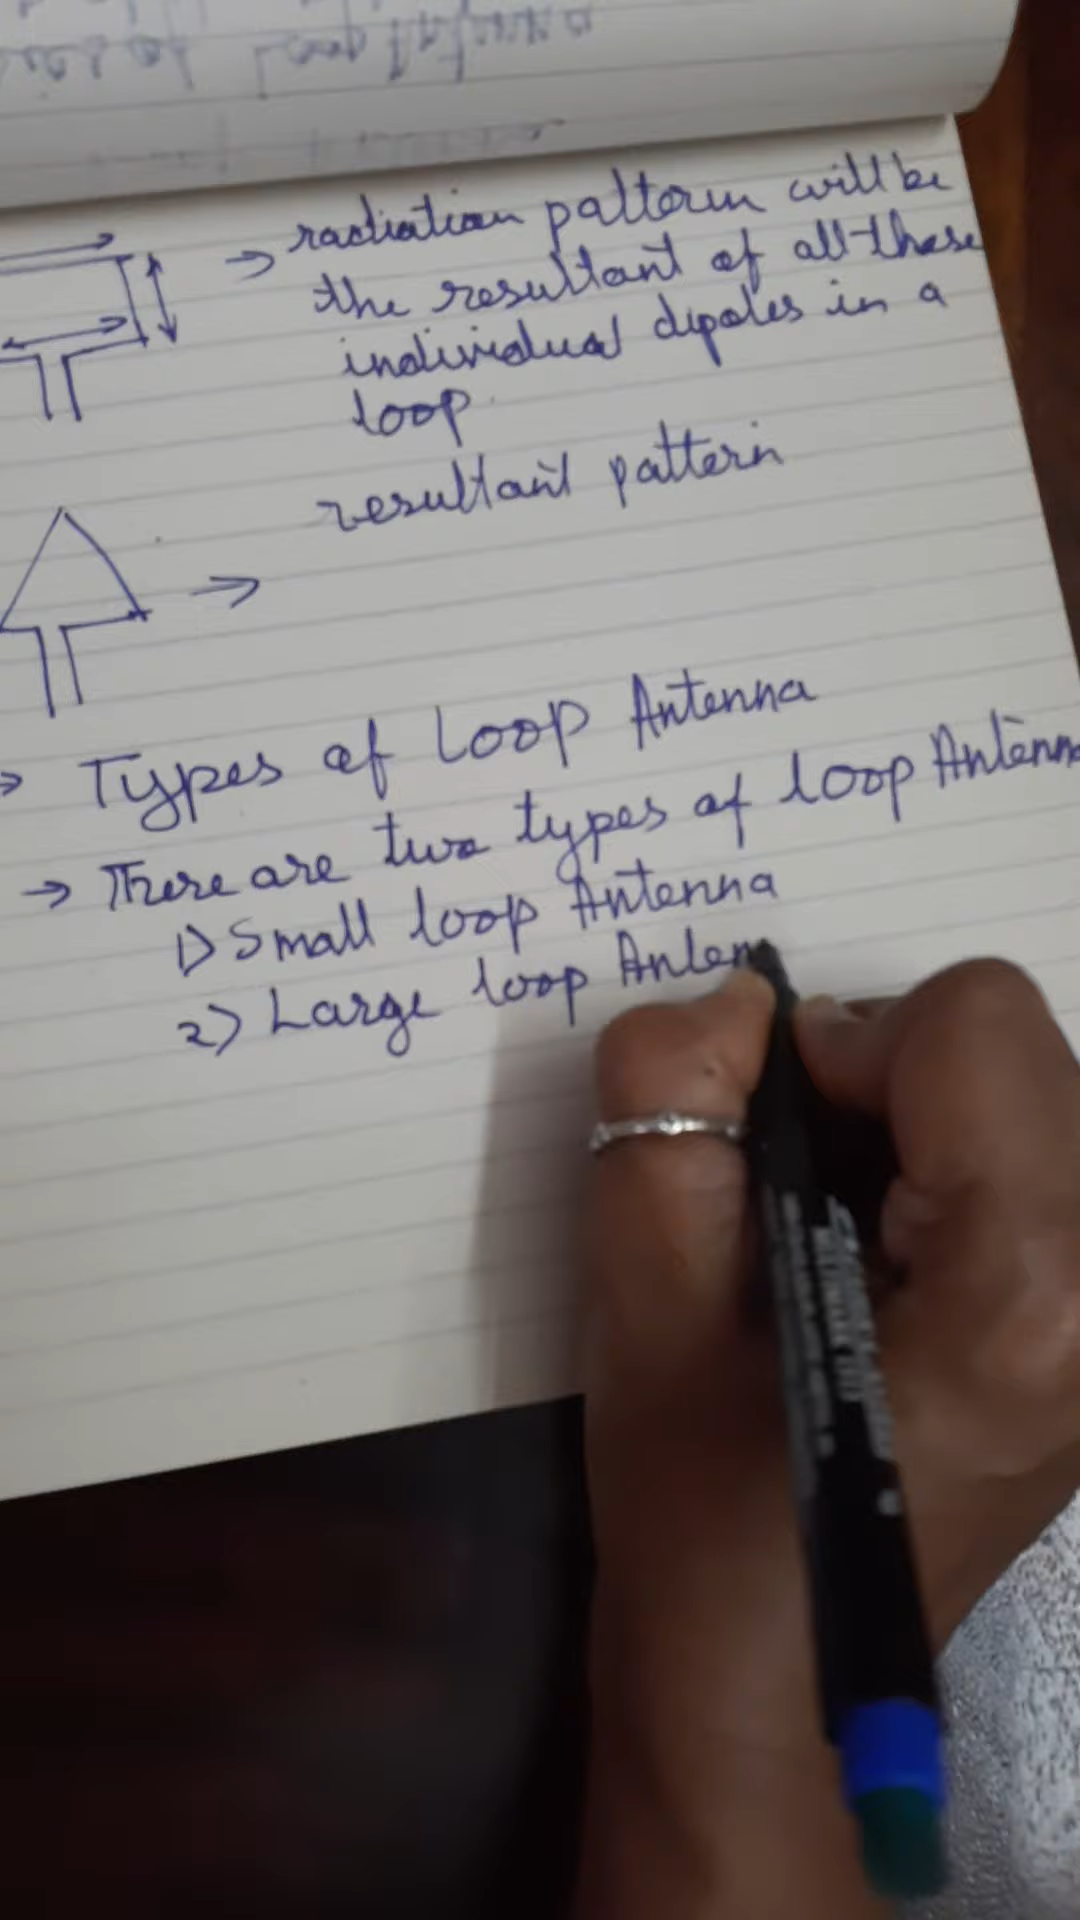 → radiation pattern will be
the resultant of all these
individual dipoles in a
loop.
resultant pattern
→
→ Types of Loop Antenna
→ There are two types of loop Antenna
1) Small loop Antenna
2) Large loop Anten